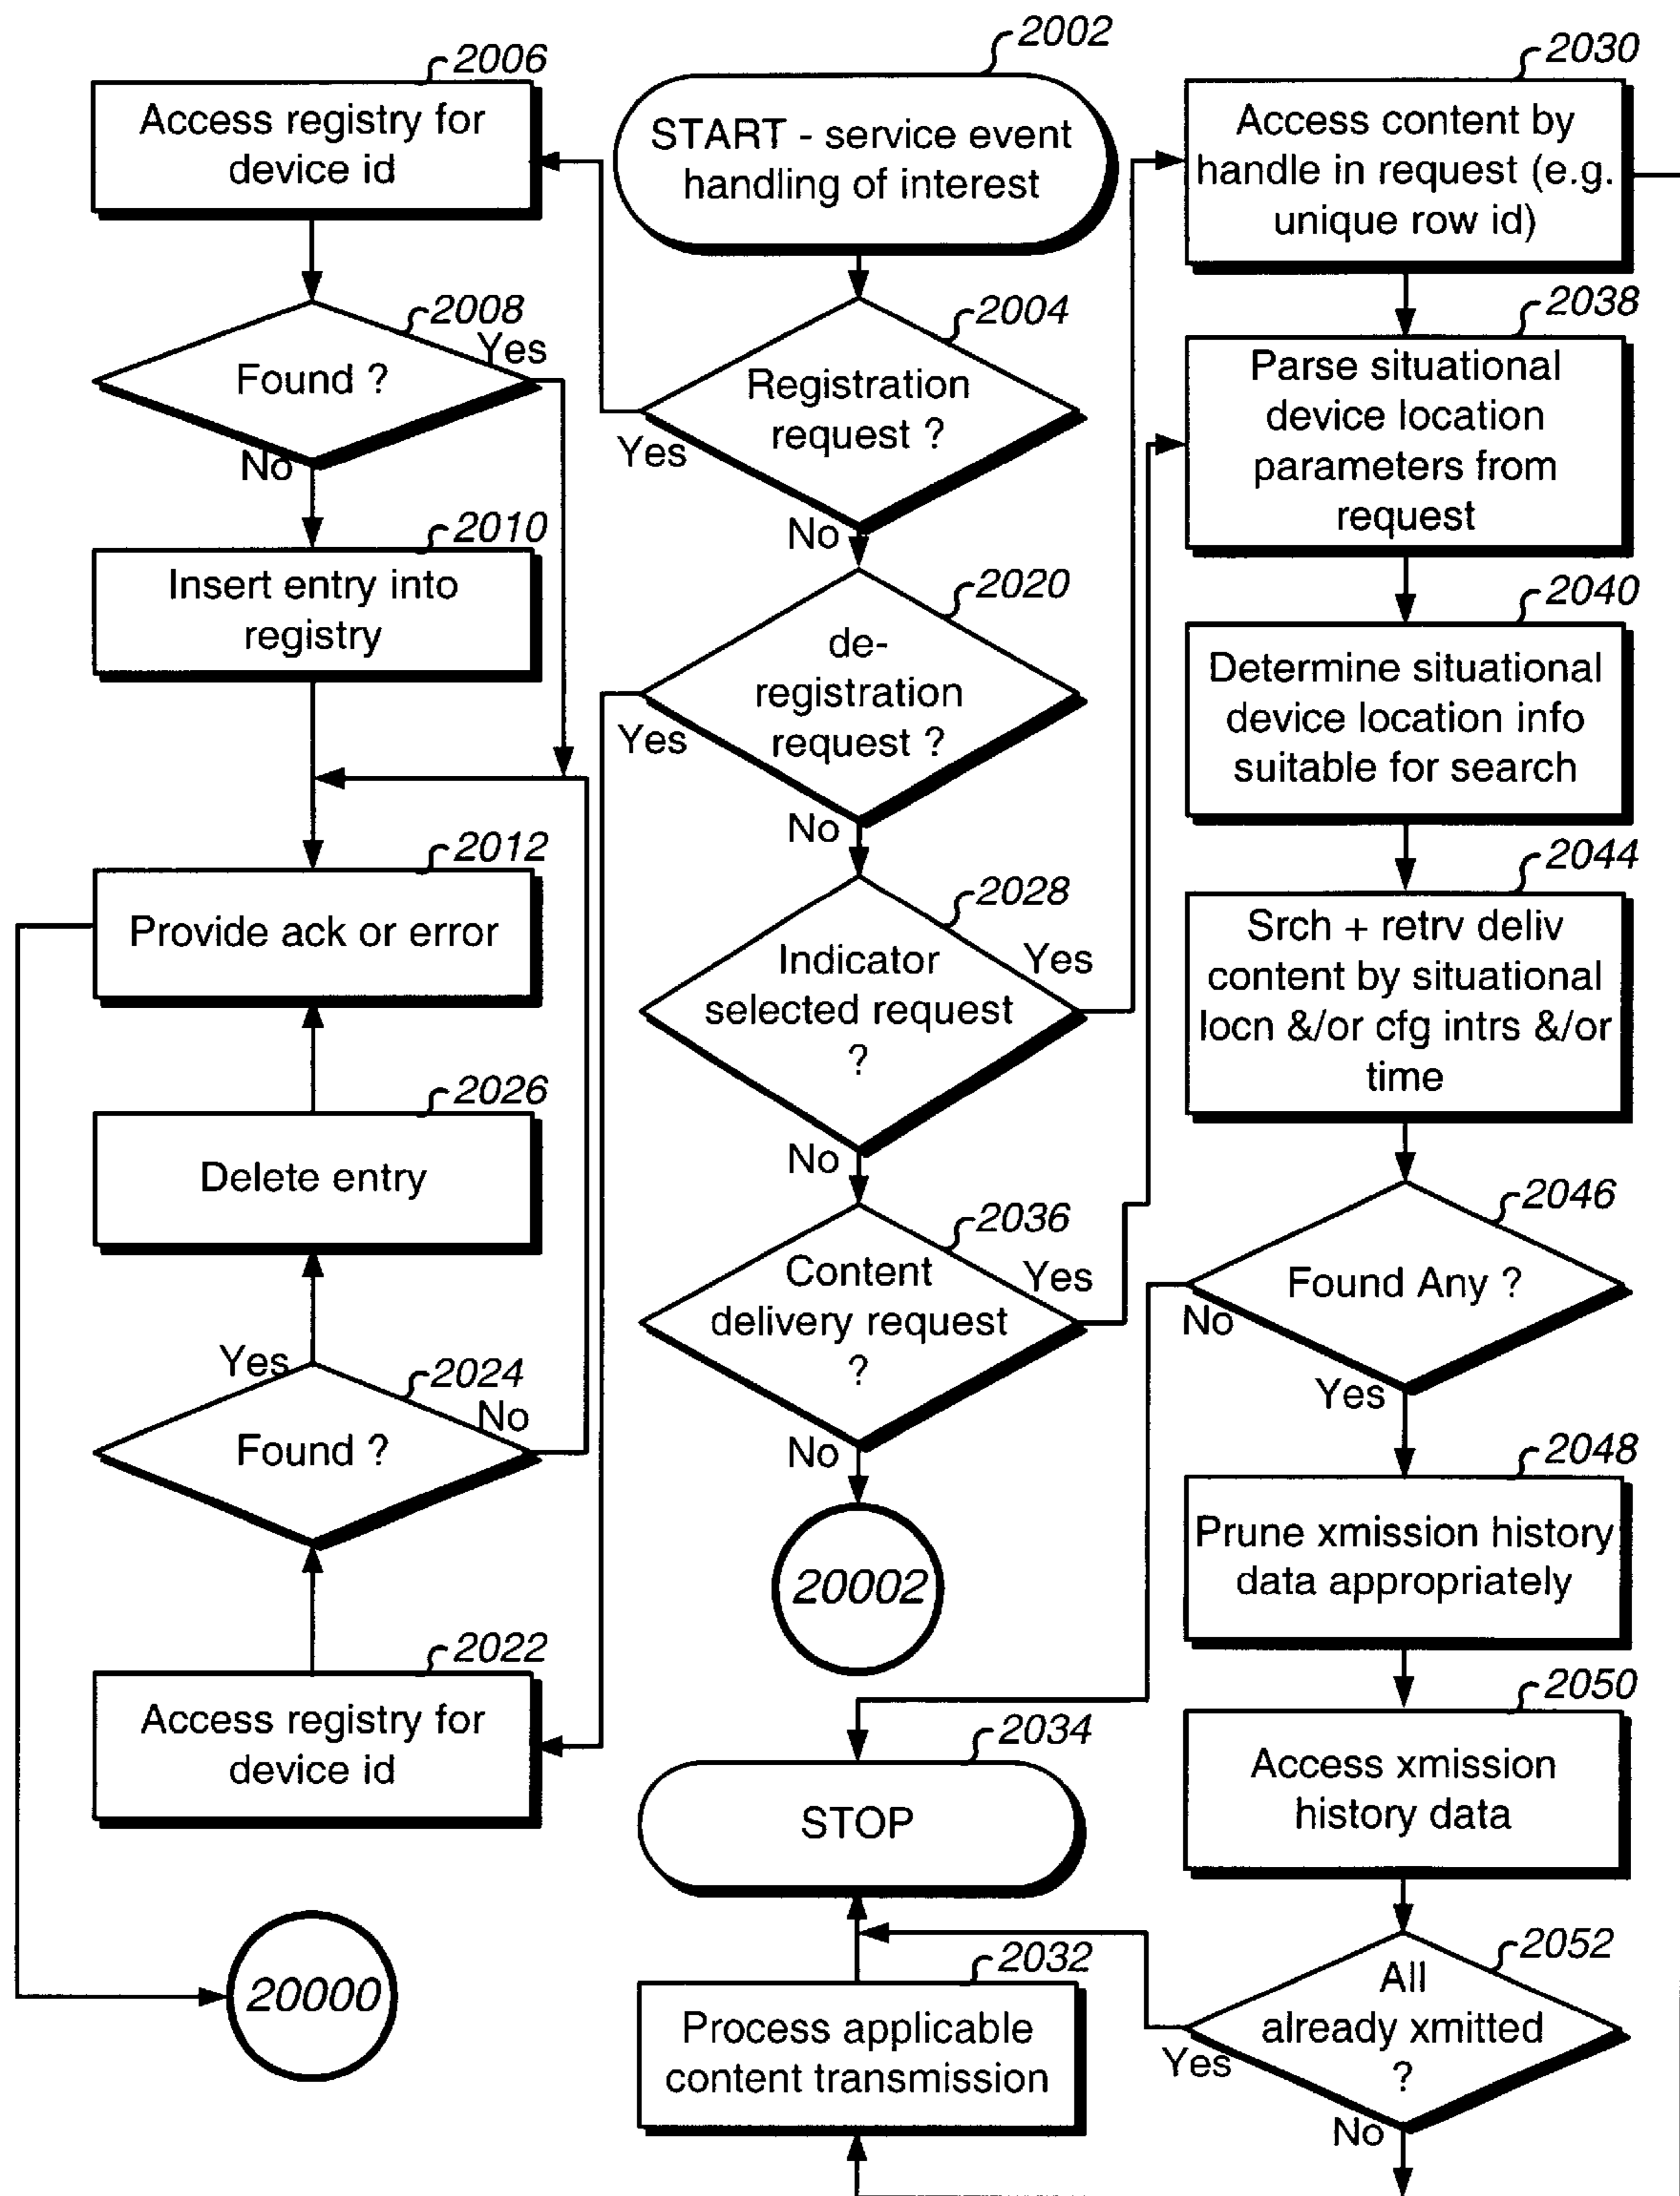 2006
Access registry for
device id
2008
Yes
Found ?
No
2010
Insert entry into
registry
2012
Provide ack or error
2026
Delete entry
Yes
2024
No
Found ?
2022
Access registry for
device id
20000
2002
START - service event
handling of interest
2004
Registration
request ?
Yes
No
2020
de-
registration
request ?
Yes
No
2028
Indicator
selected request
?
Yes
No
2036
Content
delivery request
?
Yes
No
20002
2034
STOP
2032
Process applicable
content transmission
2030
Access content by
handle in request (e.g.
unique row id)
2038
Parse situational
device location
parameters from
request
2040
Determine situational
device location info
suitable for search
2044
Srch + retrv deliv
content by situational
locn &/or cfg intrs &/or
time
2046
Found Any ?
No
Yes
2048
Prune xmission history
data appropriately
2050
Access xmission
history data
2052
All
already xmitted
?
Yes
No